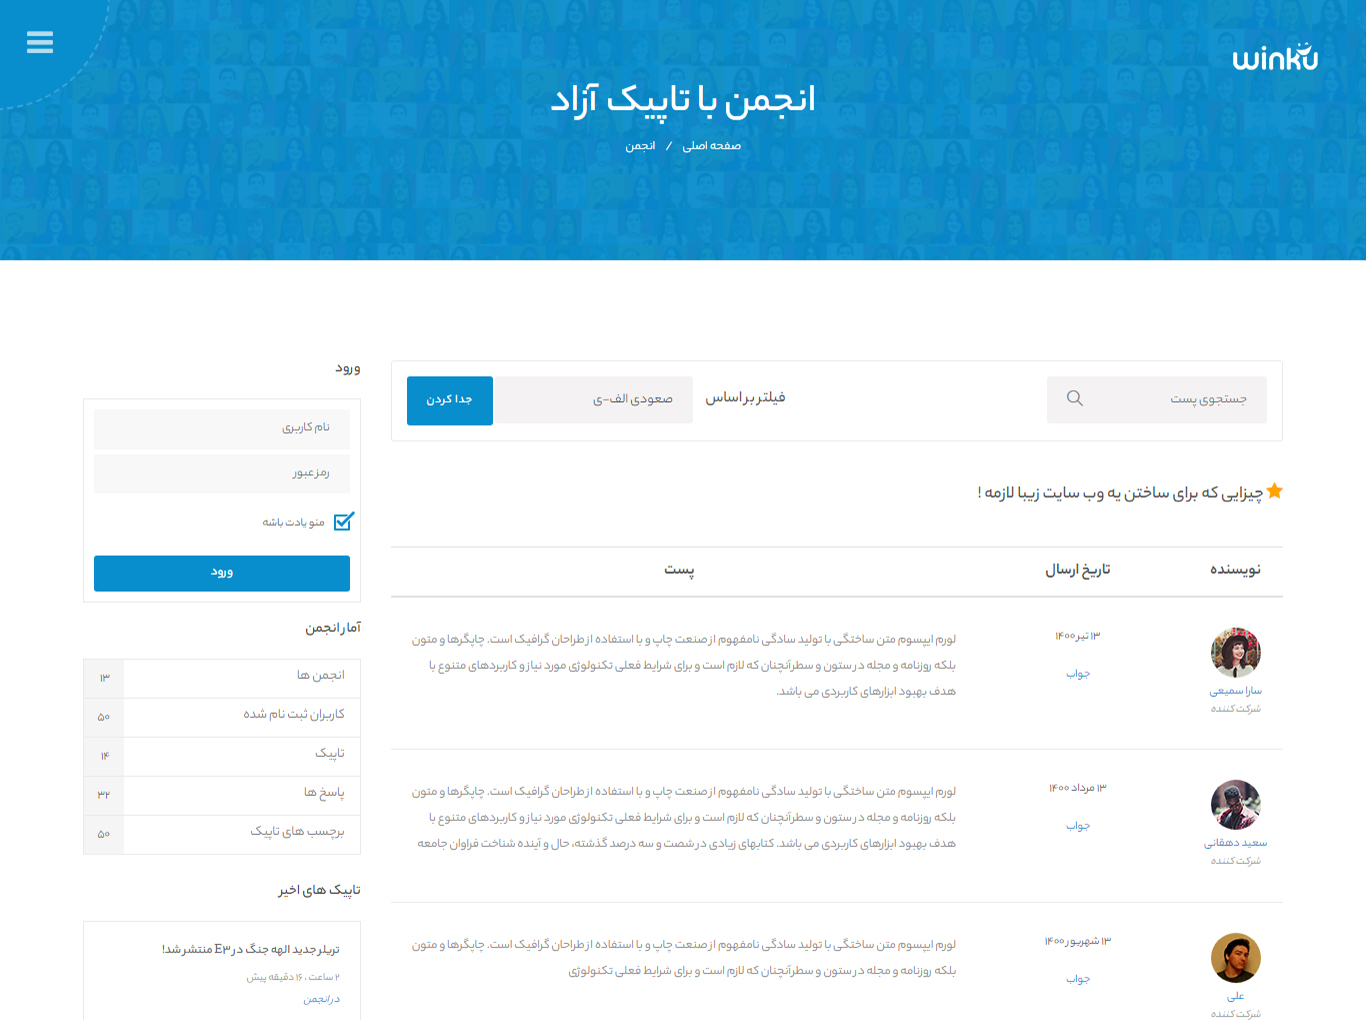 winku
انجمن با تاپیک آزاد
صفحه اصلی / انجمن
جستجوی پست
فیلتر بر اساس
صعودی الف-ی
جدا کردن
چیزایی که برای ساختن یه وب سایت زیبا لازمه !
نویسنده
تاریخ ارسال
پست
سارا سمیعی
شرکت کننده
۱۳ تیر ۱۴۰۰
جواب
لورم ایپسوم متن ساختگی با تولید سادگی نامفهوم از صنعت چاپ و با استفاده از طراحان گرافیک است. چاپگرها و متون
بلکه روزنامه و مجله در ستون و سطرآنچنان که لازم است و برای شرایط فعلی تکنولوژی مورد نیاز و کاربردهای متنوع با
هدف بهبود ابزارهای کاربردی می باشد.
سعید دهقانی
شرکت کننده
۱۳ مرداد ۱۴۰۰
جواب
لورم ایپسوم متن ساختگی با تولید سادگی نامفهوم از صنعت چاپ و با استفاده از طراحان گرافیک است. چاپگرها و متون
بلکه روزنامه و مجله در ستون و سطرآنچنان که لازم است و برای شرایط فعلی تکنولوژی مورد نیاز و کاربردهای متنوع با
هدف بهبود ابزارهای کاربردی می باشد. کتابهای زیادی در شصت و سه درصد گذشته، حال و آینده شناخت فراوان جامعه
علی
شرکت کننده
۱۳ شهریور ۱۴۰۰
جواب
لورم ایپسوم متن ساختگی با تولید سادگی نامفهوم از صنعت چاپ و با استفاده از طراحان گرافیک است. چاپگرها و متون
بلکه روزنامه و مجله در ستون و سطرآنچنان که لازم است و برای شرایط فعلی تکنولوژی
ورود
نام کاربری
رمز عبور
منو یادت باشه
ورود
آمار انجمن
انجمن ها ۱۳
کاربران ثبت نام شده ۵۰
تاپیک ۱۴
پاسخ ها ۳۲
برچسب های تاپیک ۵۰
تاپیک های اخیر
تریلر جدید الهه جنگ در E۳ منتشر شد!
۲ ساعت ، ۱۶ دقیقه پیش
در انجمن